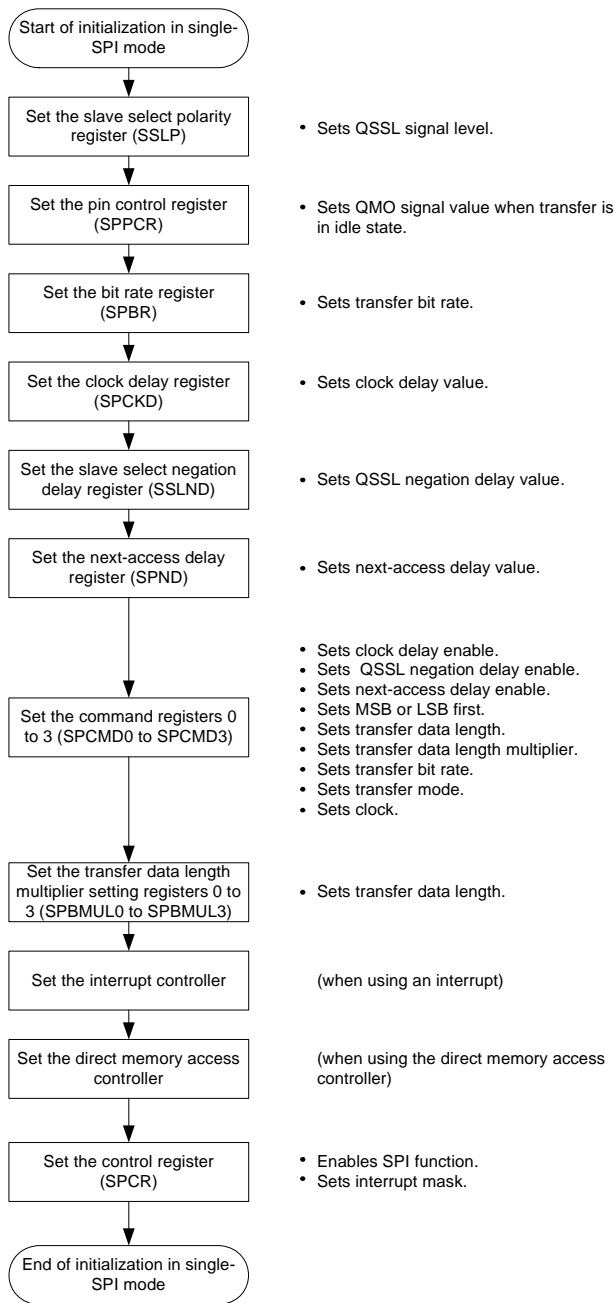 Start of initialization in single-
SPI mode
Set the slave select polarity
register (SSLP)
• Sets QSSL signal level.
Set the pin control register
(SPPCR)
• Sets QMO signal value when transfer is
in idle state.
Set the bit rate register
(SPBR)
• Sets transfer bit rate.
Set the clock delay register
(SPCKD)
• Sets clock delay value.
Set the slave select negation
delay register (SSLND)
• Sets QSSL negation delay value.
Set the next-access delay
register (SPND)
• Sets next-access delay value.
Set the command registers 0
to 3 (SPCMD0 to SPCMD3)
• Sets clock delay enable.
• Sets QSSL negation delay enable.
• Sets next-access delay enable.
• Sets MSB or LSB first.
• Sets transfer data length.
• Sets transfer data length multiplier.
• Sets transfer bit rate.
• Sets transfer mode.
• Sets clock.
Set the transfer data length
multiplier setting registers 0 to
3 (SPBMUL0 to SPBMUL3)
• Sets transfer data length.
Set the interrupt controller
(when using an interrupt)
Set the direct memory access
controller
(when using the direct memory access
controller)
Set the control register
(SPCR)
• Enables SPI function.
• Sets interrupt mask.
End of initialization in single-
SPI mode